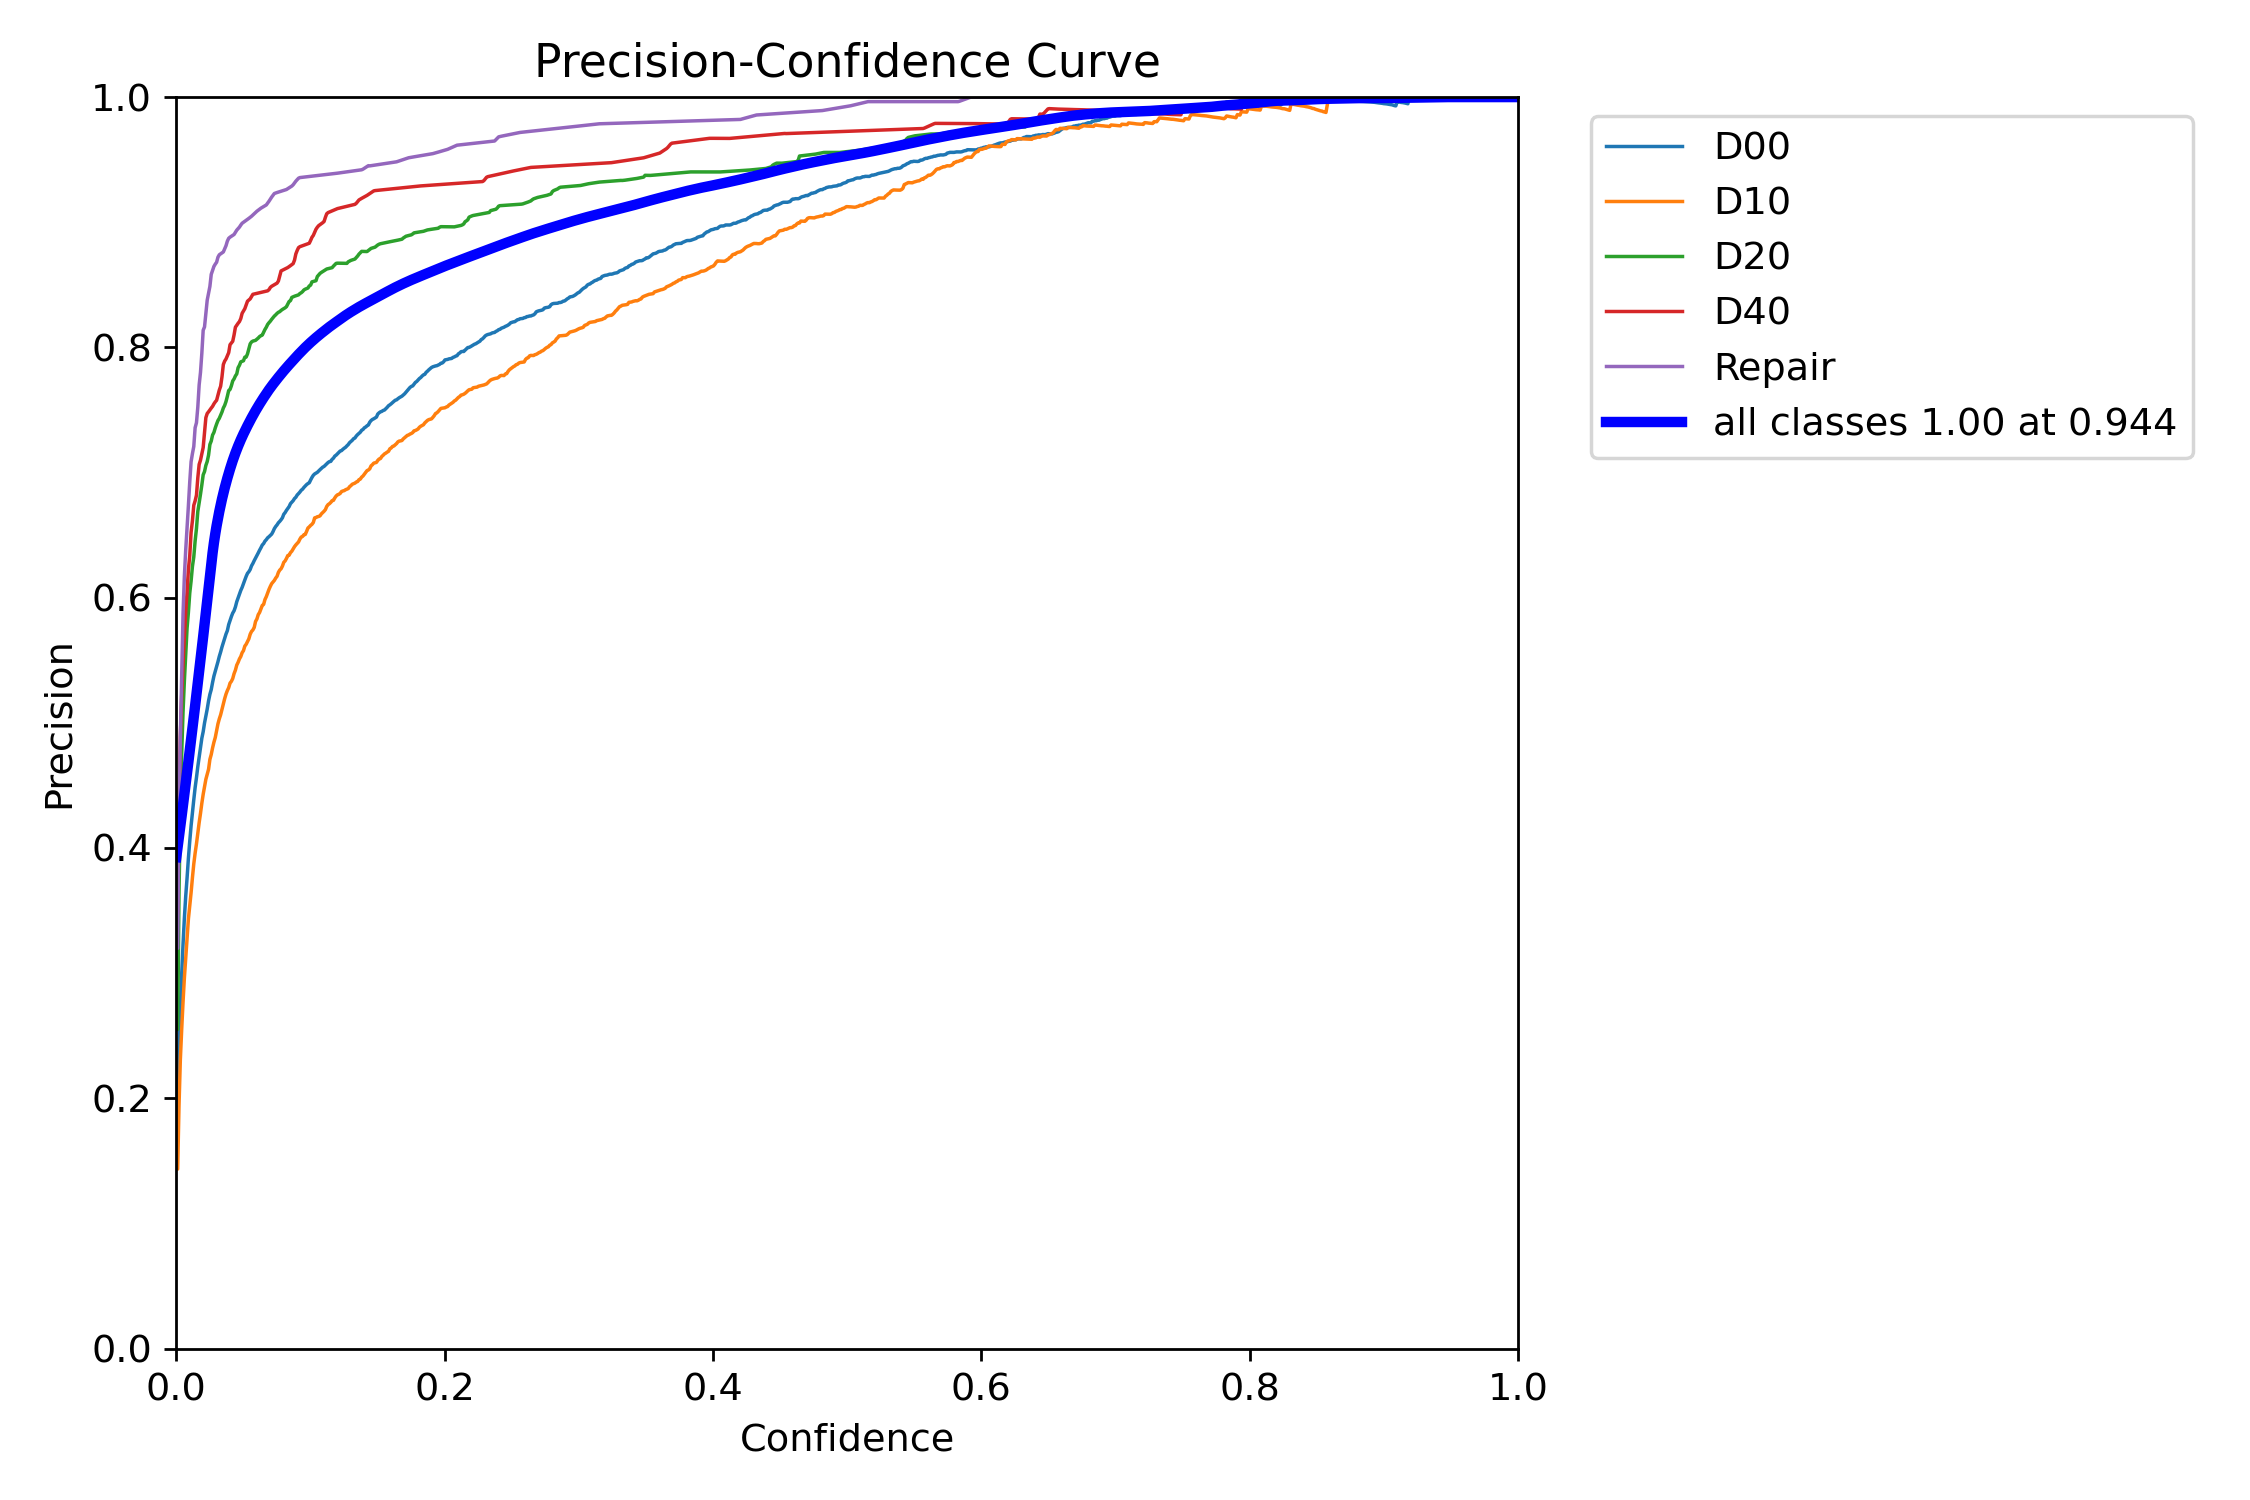 Precision-Confidence Curve
1.0
0.8
0.6
0.4
0.2
0.0
Precision
0.0 0.2 0.4 0.6 0.8 1.0
Confidence
D00
D10
D20
D40
Repair
all classes 1.00 at 0.944